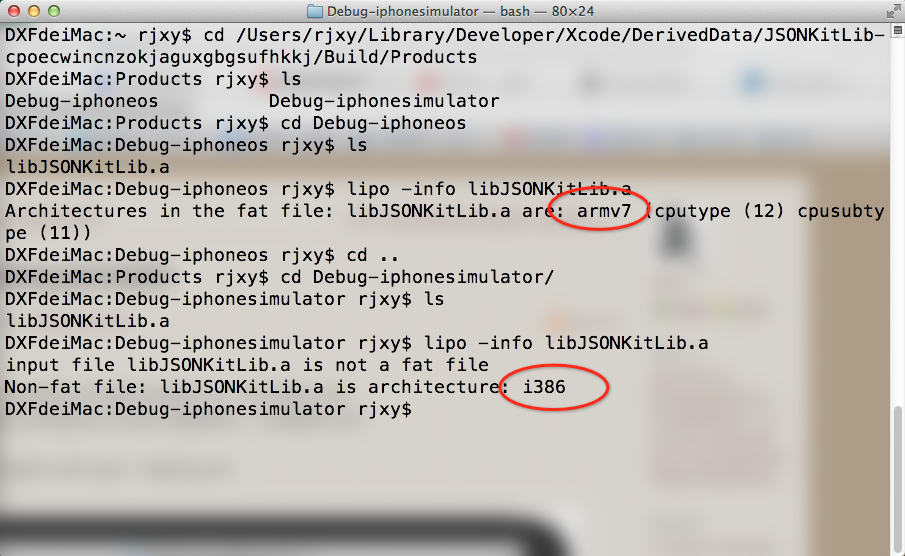 Debug-iphonesimulator — bash — 80×24
DXFdeiMac:~ rjxy$ cd /Users/rjxy/Library/Developer/Xcode/DerivedData/JSONKitLib-
cpoecwincnzokjaguxgbgsufhkkj/Build/Products
DXFdeiMac:Products rjxy$ ls
Debug-iphoneos Debug-iphonesimulator
DXFdeiMac:Products rjxy$ cd Debug-iphoneos
DXFdeiMac:Debug-iphoneos rjxy$ ls
libJSONKitLib.a
DXFdeiMac:Debug-iphoneos rjxy$ lipo -info libJSONKitLib.a
Architectures in the fat file: libJSONKitLib.a are: armv7 (cputype (12) cpusubty
pe (11))
DXFdeiMac:Debug-iphoneos rjxy$ cd ..
DXFdeiMac:Products rjxy$ cd Debug-iphonesimulator/
DXFdeiMac:Debug-iphonesimulator rjxy$ ls
libJSONKitLib.a
DXFdeiMac:Debug-iphonesimulator rjxy$ lipo -info libJSONKitLib.a
input file libJSONKitLib.a is not a fat file
Non-fat file: libJSONKitLib.a is architecture: i386
DXFdeiMac:Debug-iphonesimulator rjxy$